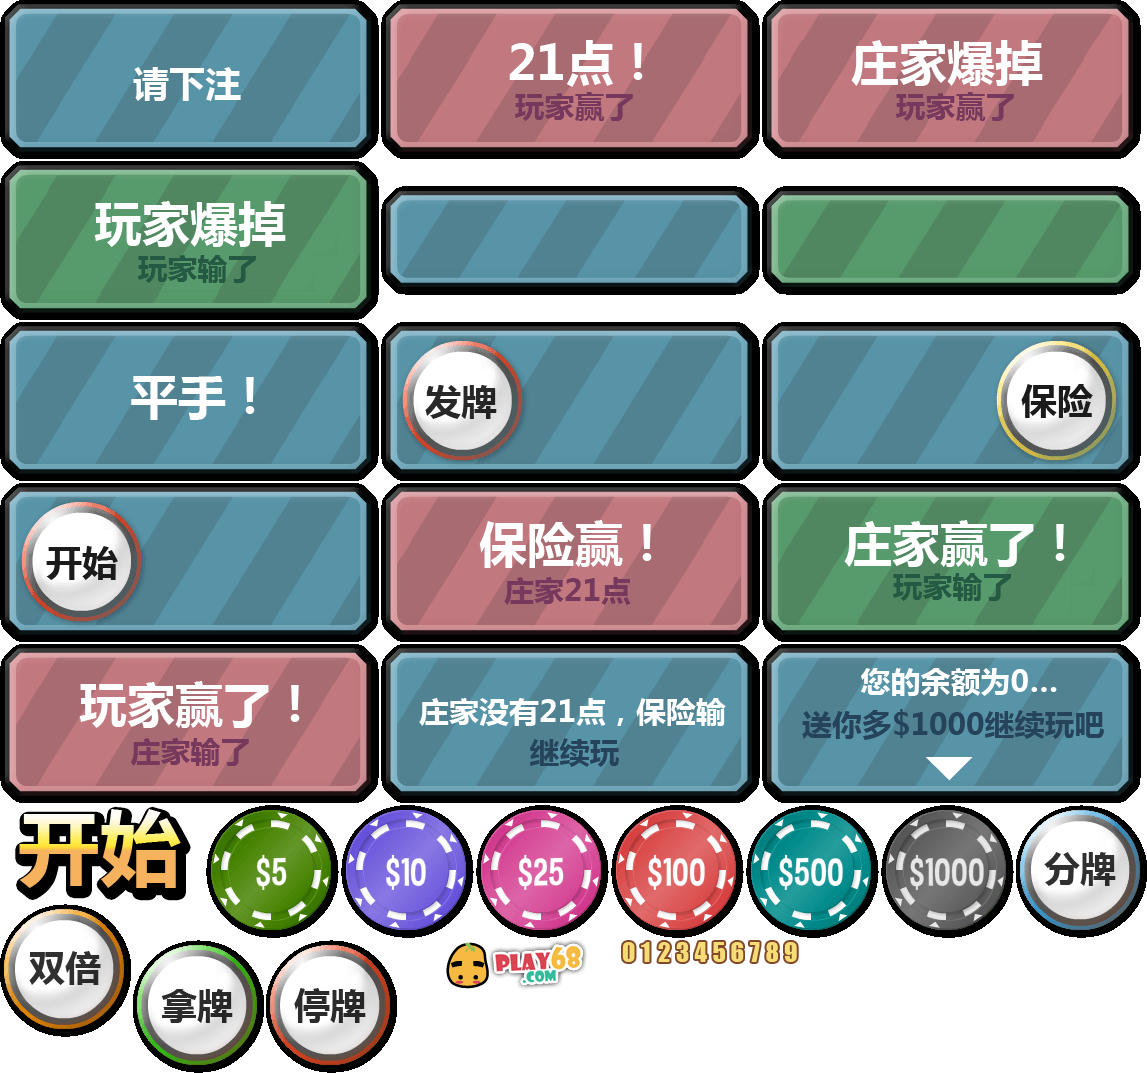 请下注
21点！
玩家赢了
庄家爆掉
玩家赢了
玩家爆掉
玩家输了
平手！
发牌
保险
开始
保险赢！
庄家21点
庄家赢了！
玩家输了
玩家赢了！
庄家输了
庄家没有21点，保险输
继续玩
您的余额为0...
送你多$1000继续玩吧
开始
$5
$10
$25
$100
$500
$1000
分牌
双倍
拿牌
停牌
PLAY68
.COM
0123456789